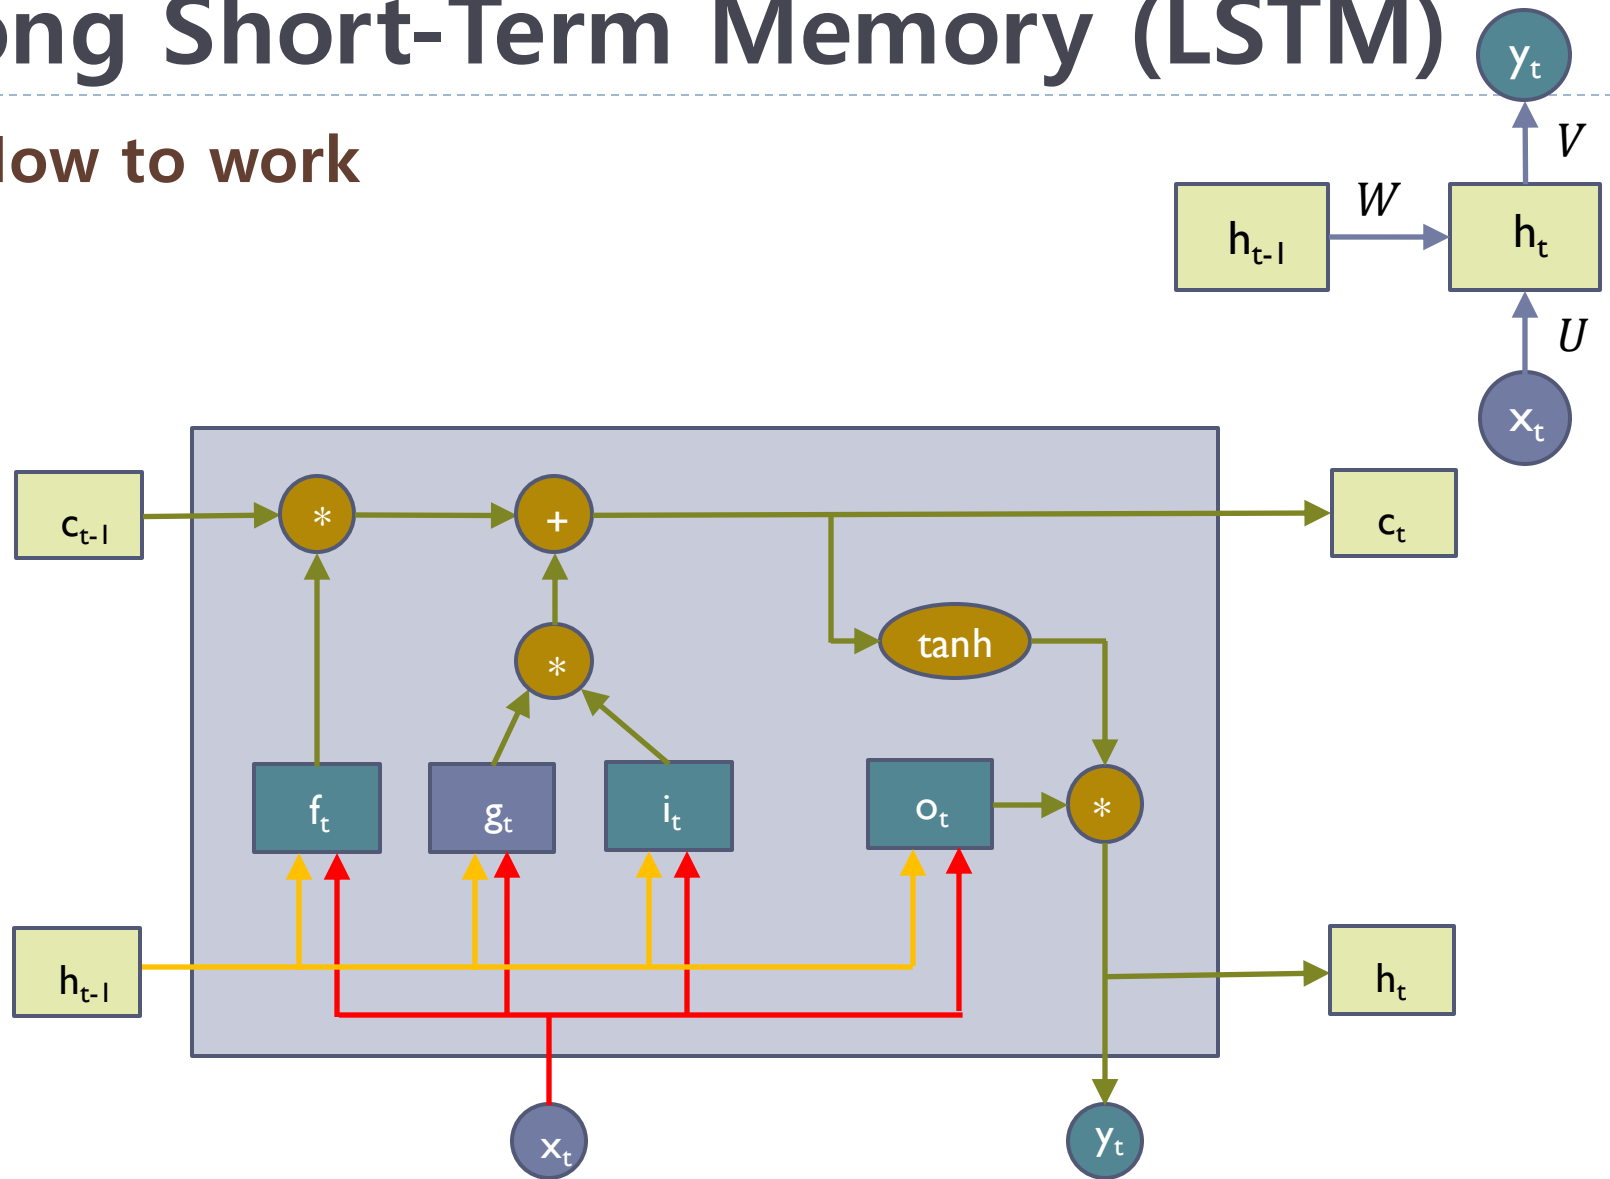 ong Short-Term Memory (LSTM)
yt
How to work
V
W
ht-1
ht
U
xt
ct-1
*
+
ct
*
tanh
ft
gt
it
ot
*
ht-1
ht
xt
yt